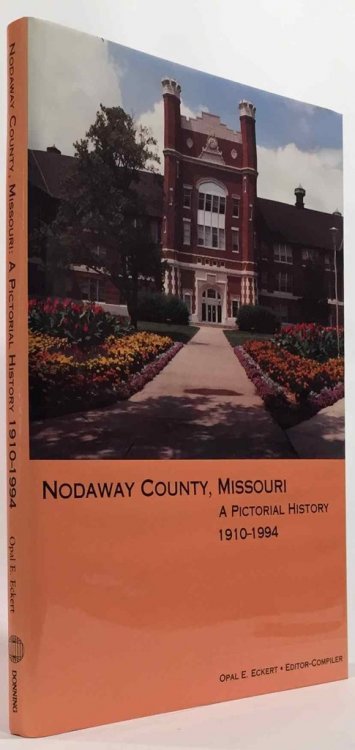 NODAWAY COUNTY, MISSOURI: A PICTORIAL HISTORY 1910-1994
Opal E. Eckert
DONNING
NODAWAY COUNTY, MISSOURI
A PICTORIAL HISTORY
1910-1994
OPAL E. ECKERT • EDITOR-COMPILER